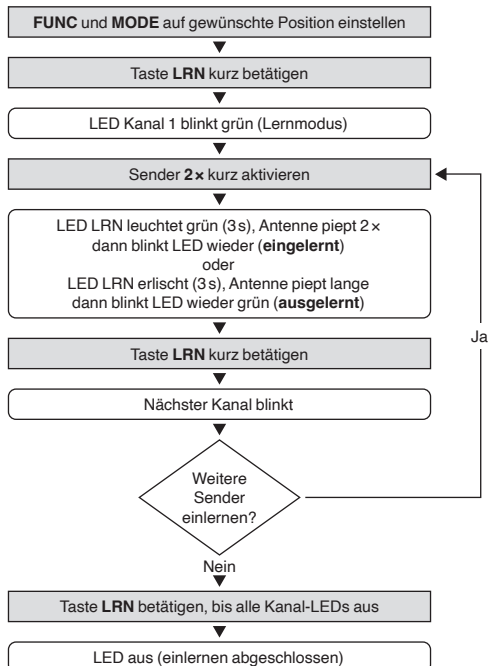 FUNC und MODE auf gewünschte Position einstellen
Taste LRN kurz betätigen
LED Kanal 1 blinkt grün (Lernmodus)
Sender 2× kurz aktivieren
LED LRN leuchtet grün (3 s), Antenne piept 2×
dann blinkt LED wieder (eingelernt)
oder
LED LRN erlischt (3 s), Antenne piept lange
dann blinkt LED wieder grün (ausgelernt)
Ja
Taste LRN kurz betätigen
Nächster Kanal blinkt
Weitere
Sender
einlernen?
Nein
Taste LRN betätigen, bis alle Kanal-LEDs aus
LED aus (einlernen abgeschlossen)